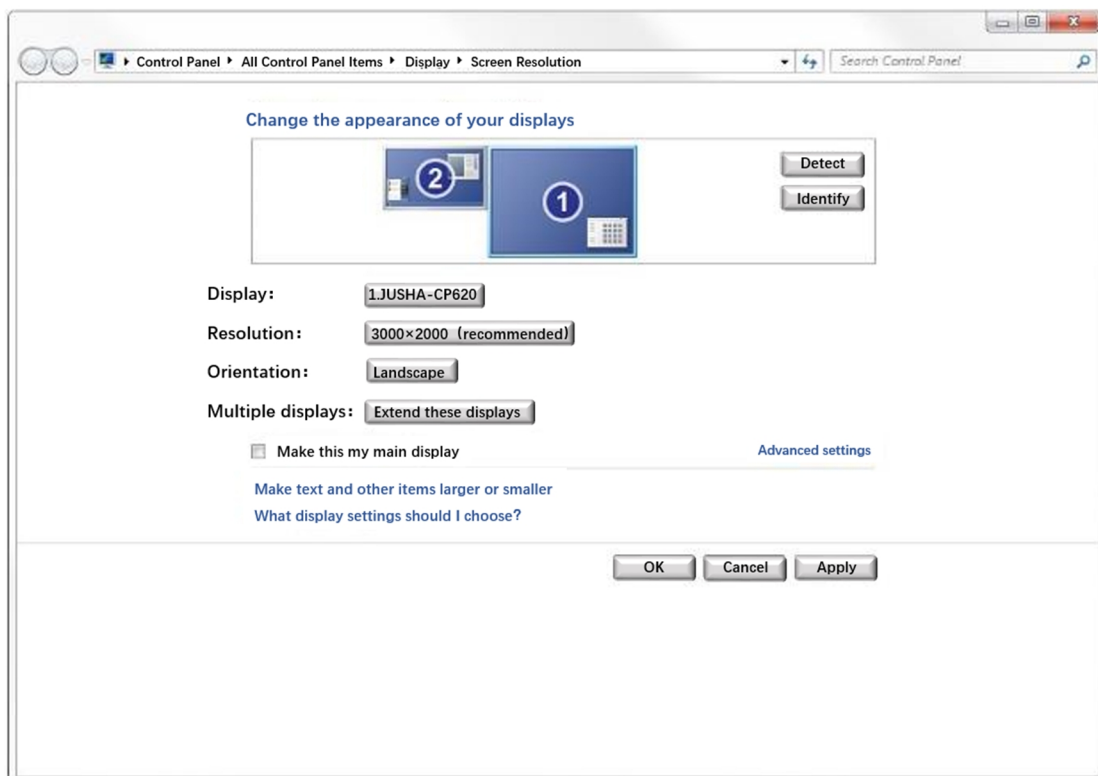 Control Panel ▸ All Control Panel Items ▸ Display ▸ Screen Resolution
Search Control Panel
Change the appearance of your displays
2
1
Detect
Identify
Display: 1.JUSHA-CP620
Resolution: 3000×2000 (recommended)
Orientation: Landscape
Multiple displays: Extend these displays
Make this my main display
Advanced settings
Make text and other items larger or smaller
What display settings should I choose?
OK Cancel Apply